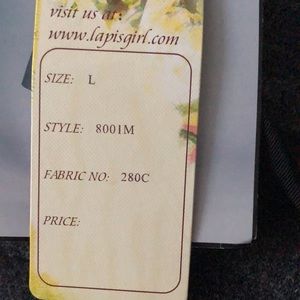 visit us at:
www.lapisgirl.com
SIZE: L
STYLE: 8001M
FABRIC NO: 280C
PRICE: